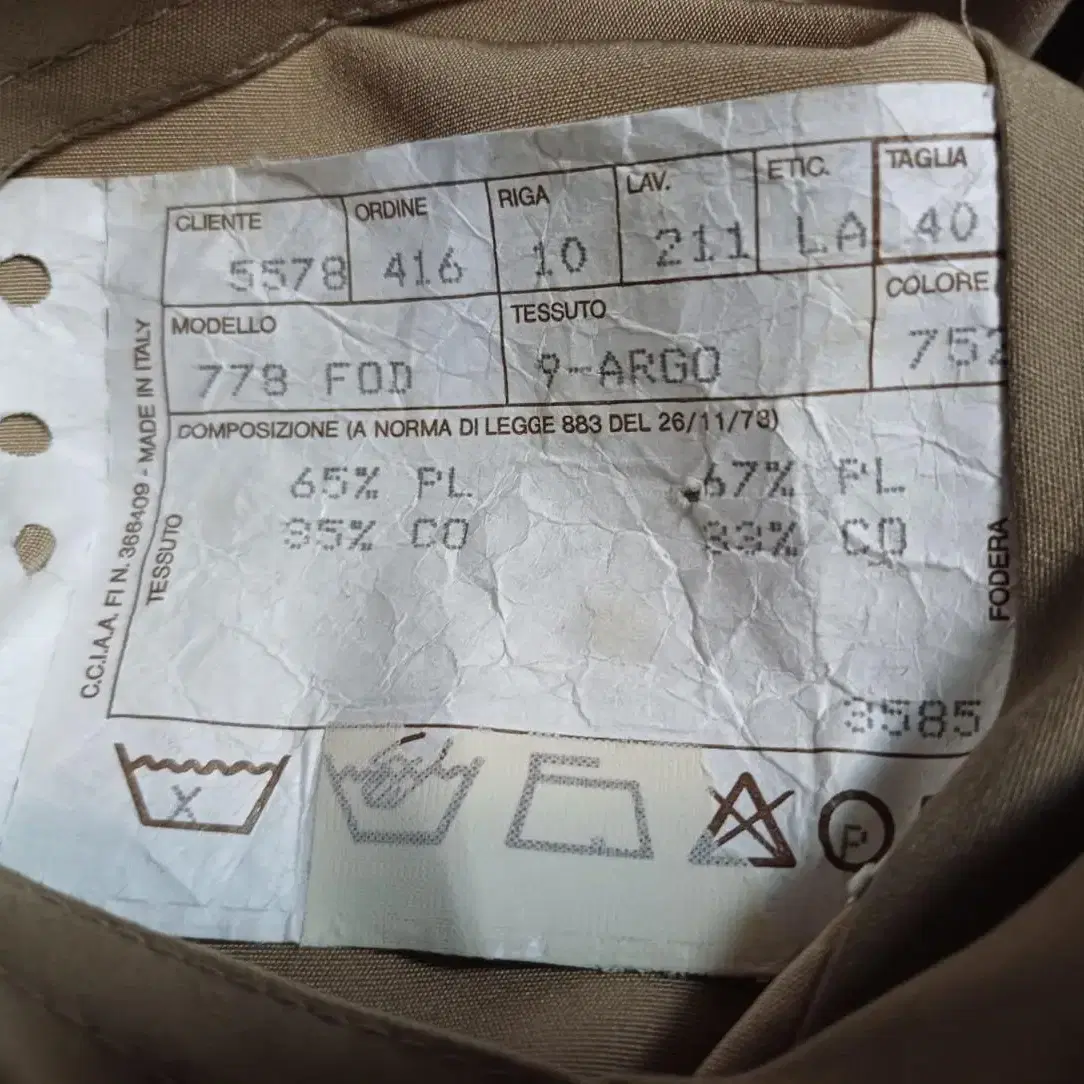 CLIENTE ORDINE RIGA LAV. ETIC. TAGLIA
5578 416 10 211 LA 40
MODELLO TESSUTO COLORE
778 FOD 9-ARGO 752
COMPOSIZIONE (A NORMA DI LEGGE 883 DEL 26/11/73)
65% PL 67% PL
35% CO 33% CO
TESSUTO
FODERA
3585
C.C.I.A.A. FI N. 366409 - MADE IN ITALY
X
P